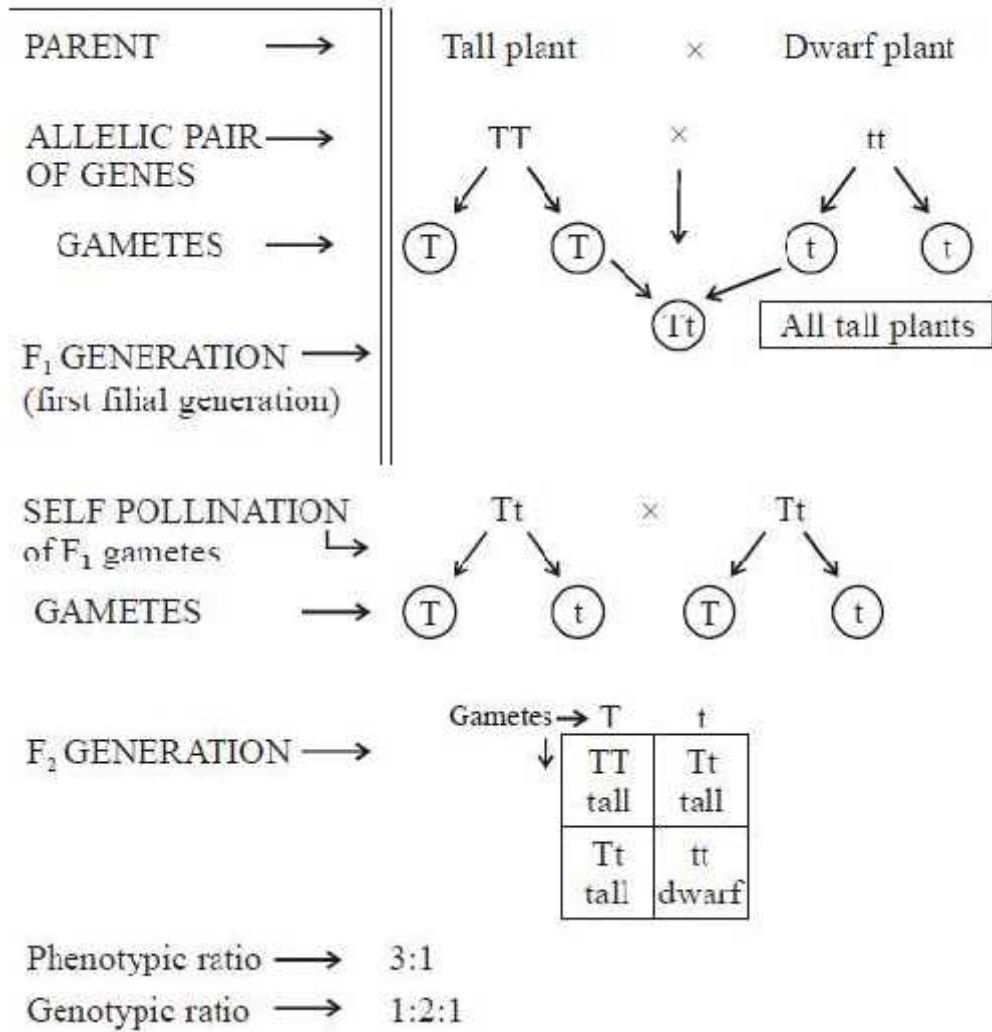 PARENT → Tall plant × Dwarf plant
ALLELIC PAIR → TT × tt
OF GENES
GAMETES → T T t t
Tt All tall plants
F₁ GENERATION →
(first filial generation)
SELF POLLINATION Tt × Tt
of F₁ gametes
GAMETES → T t T t
Gametes → T t
F₂ GENERATION → TT Tt
tall tall
Tt tt
tall dwarf
Phenotypic ratio → 3:1
Genotypic ratio → 1:2:1